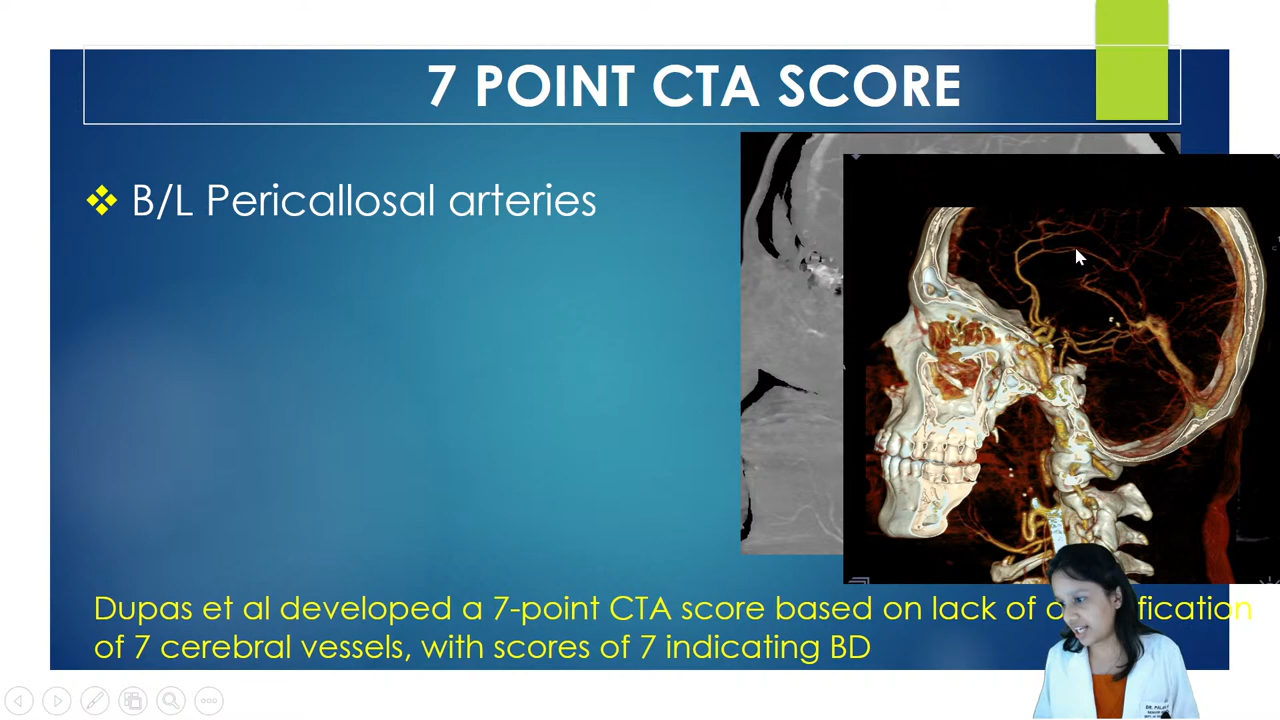 7 POINT CTA SCORE
B/L Pericallosal arteries
Dupas et al developed a 7-point CTA score based on lack of fication
of 7 cerebral vessels, with scores of 7 indicating BD